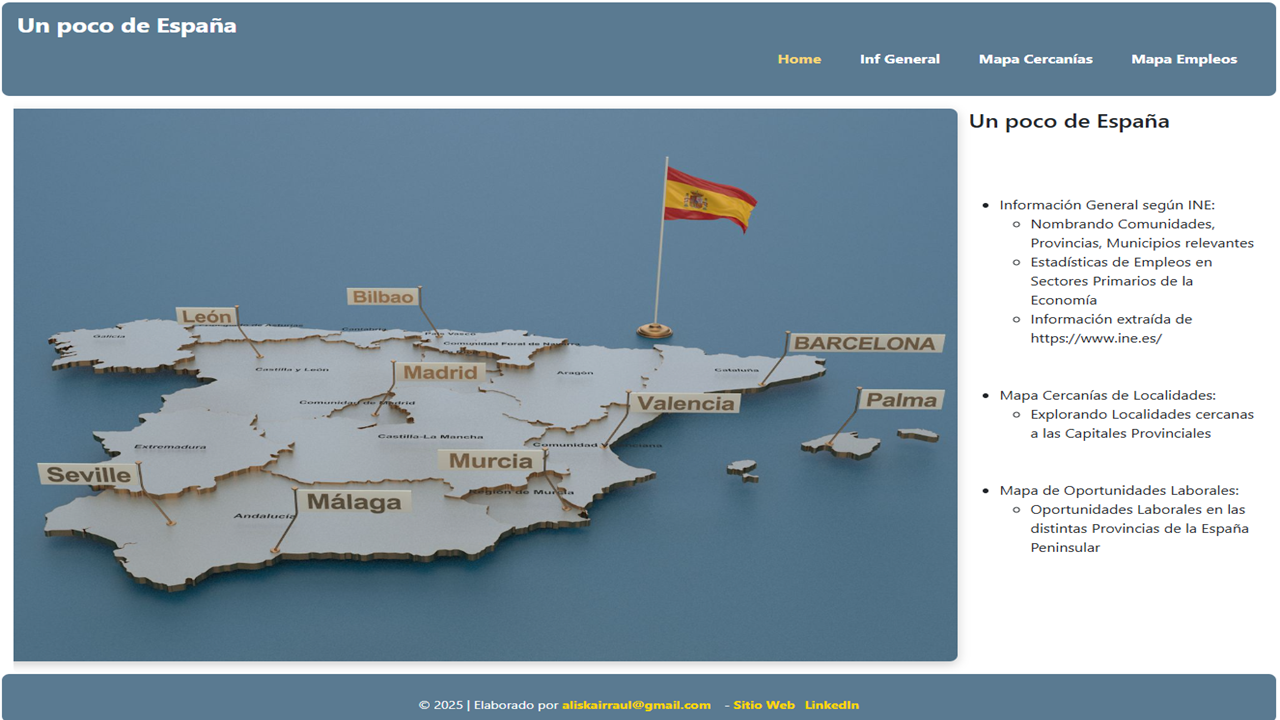 Un poco de España
Home Inf General Mapa Cercanías Mapa Empleos
Un poco de España
Información General según INE:
Nombrando Comunidades,
Provincias, Municipios relevantes
Estadísticas de Empleos en
Sectores Primarios de la
Economía
Información extraída de
https://www.ine.es/
Mapa Cercanías de Localidades:
Explorando Localidades cercanas
a las Capitales Provinciales
Mapa de Oportunidades Laborales:
Oportunidades Laborales en las
distintas Provincias de la España
Peninsular
Bilbao
León
Galicia
País Vasco
Comunidad Foral de
BARCELONA
Madrid
Castilla y León
Aragón
Cataluña
Palma
Valencia
Comunidad de Madrid
Castilla-La Mancha
Comunidad
Extremadura
Murcia
Seville
Región de
Málaga
Andalucía
© 2025 | Elaborado por aliskairraul@gmail.com - Sitio Web LinkedIn